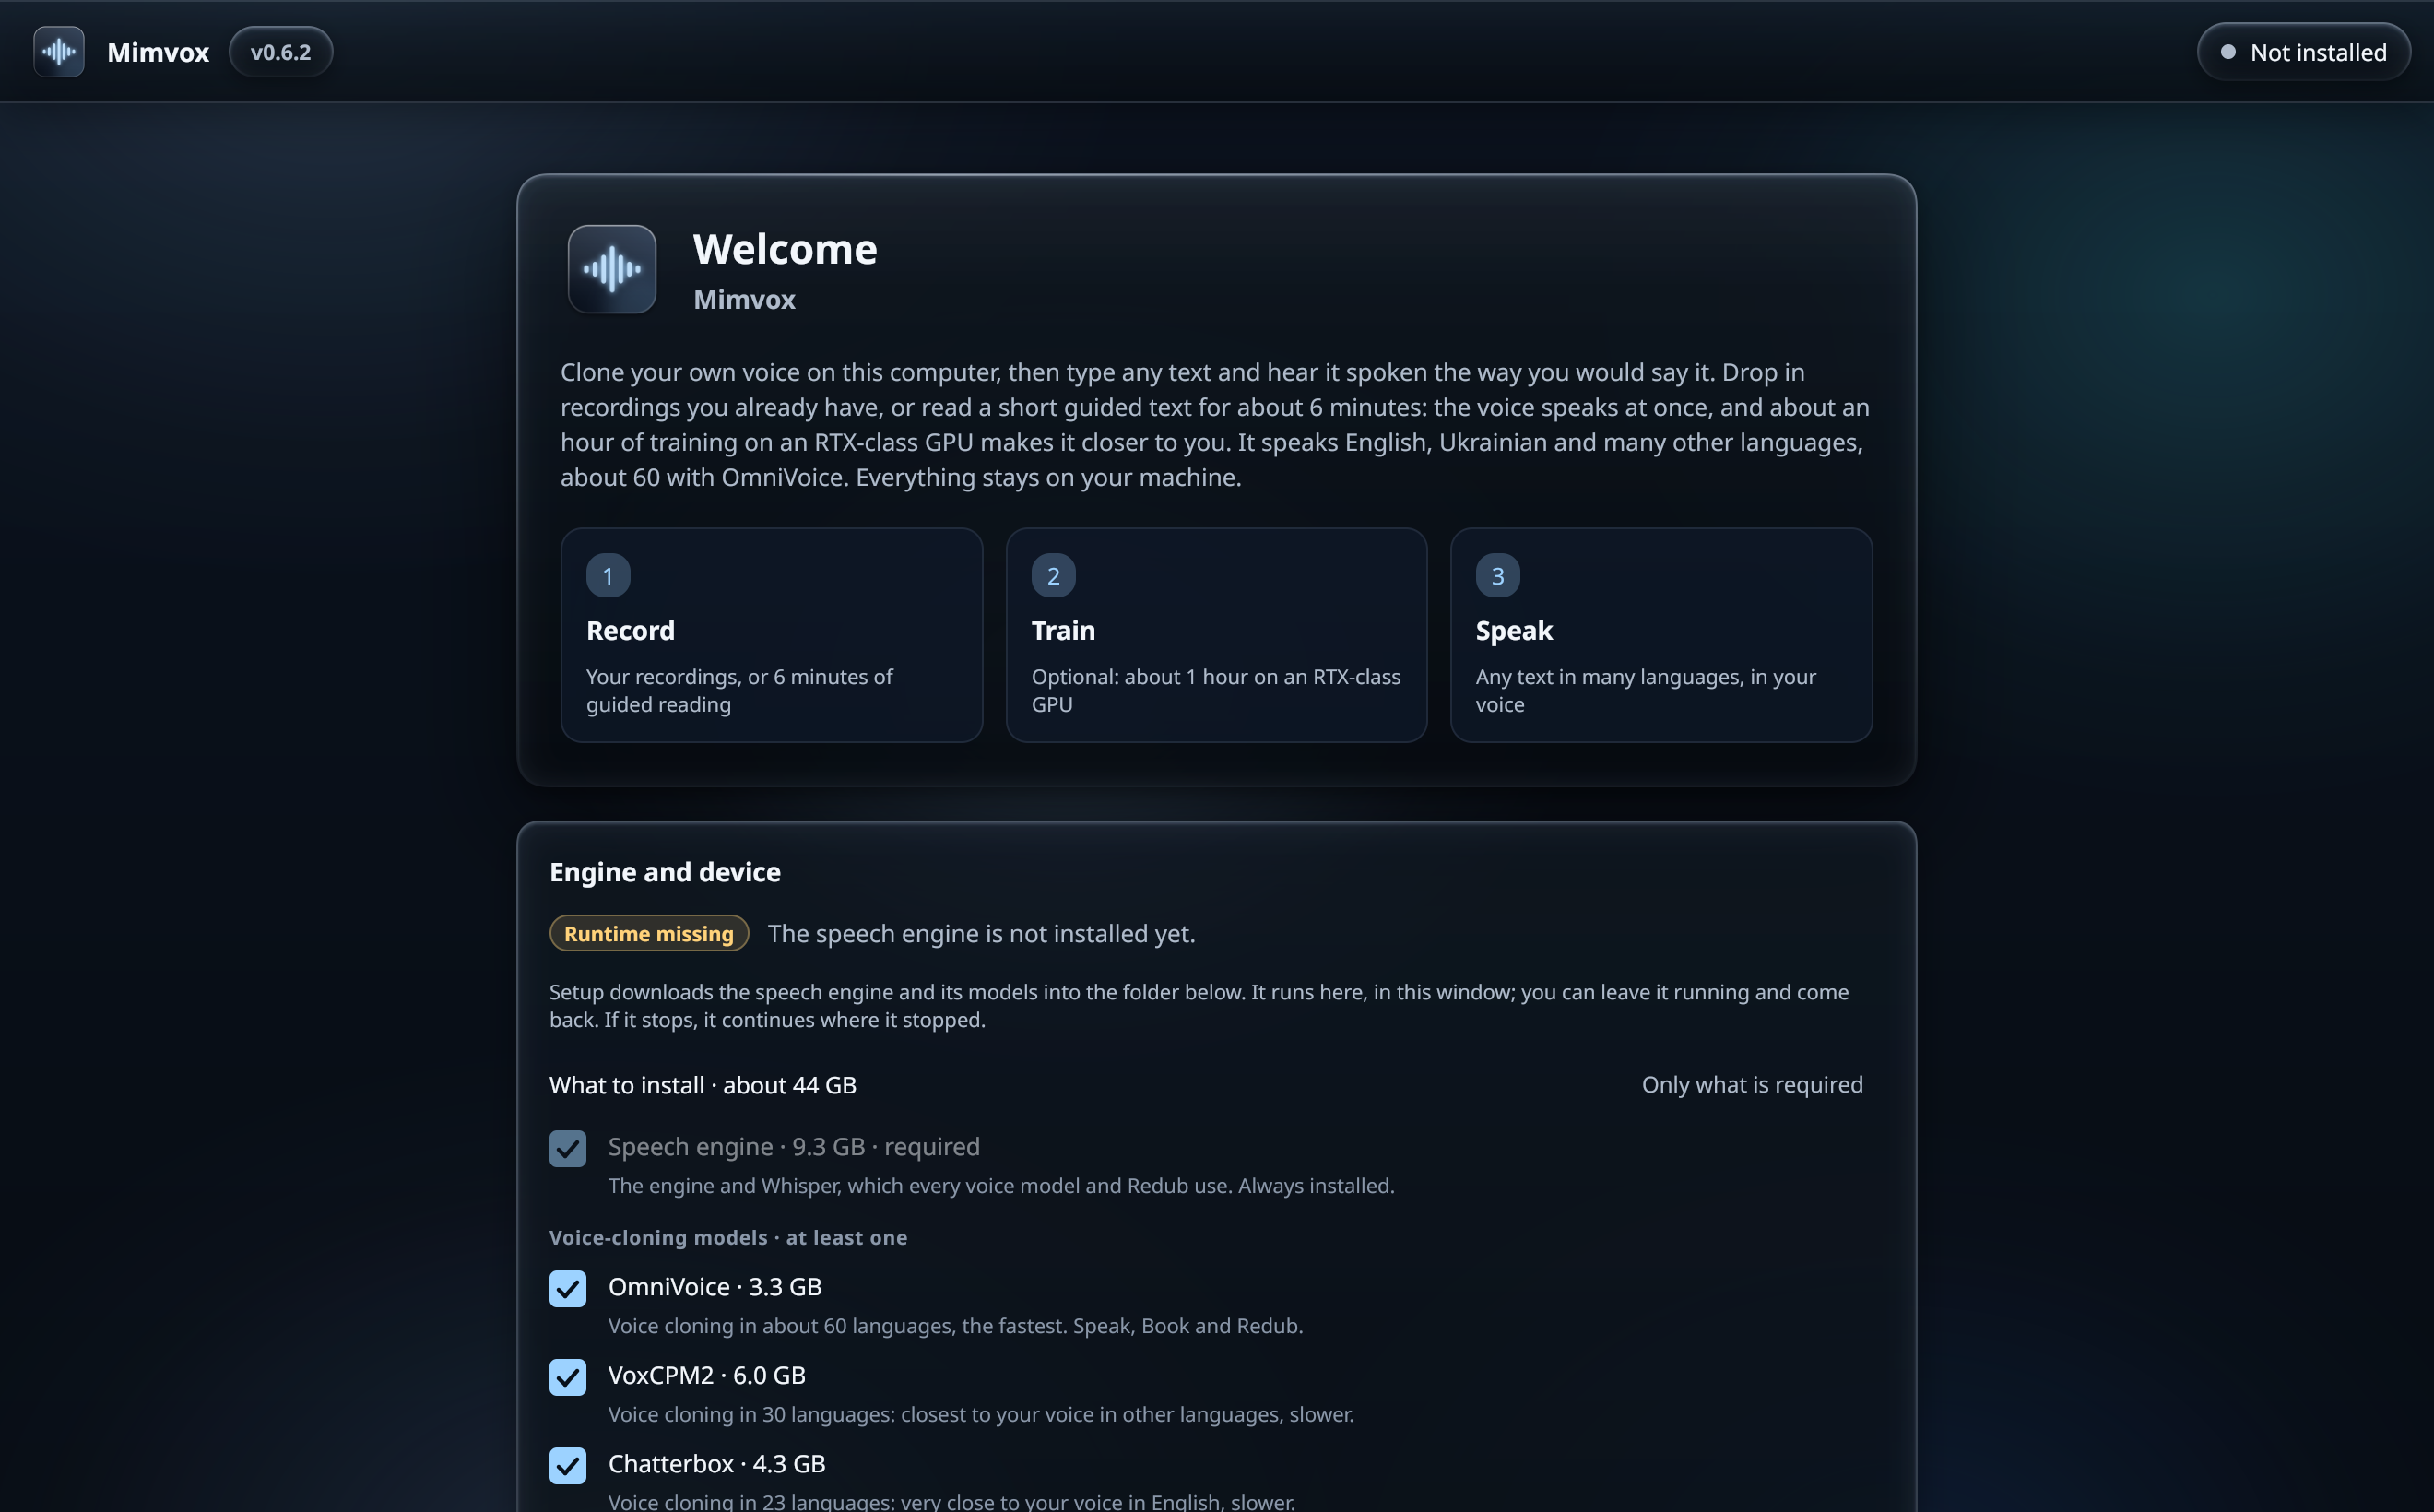 Mimvox
v0.6.2
Not installed
Welcome
Mimvox
Clone your own voice on this computer, then type any text and hear it spoken the way you would say it. Drop in
recordings you already have, or read a short guided text for about 6 minutes: the voice speaks at once, and about an
hour of training on an RTX-class GPU makes it closer to you. It speaks English, Ukrainian and many other languages,
about 60 with OmniVoice. Everything stays on your machine.
1
Record
Your recordings, or 6 minutes of
guided reading
2
Train
Optional: about 1 hour on an RTX-class
GPU
3
Speak
Any text in many languages, in your
voice
Engine and device
Runtime missing
The speech engine is not installed yet.
Setup downloads the speech engine and its models into the folder below. It runs here, in this window; you can leave it running and come
back. If it stops, it continues where it stopped.
What to install · about 44 GB
Only what is required
Speech engine · 9.3 GB · required
The engine and Whisper, which every voice model and Redub use. Always installed.
Voice-cloning models · at least one
OmniVoice · 3.3 GB
Voice cloning in about 60 languages, the fastest. Speak, Book and Redub.
VoxCPM2 · 6.0 GB
Voice cloning in 30 languages: closest to your voice in other languages, slower.
Chatterbox · 4.3 GB
Voice cloning in 23 languages: very close to your voice in English, slower.